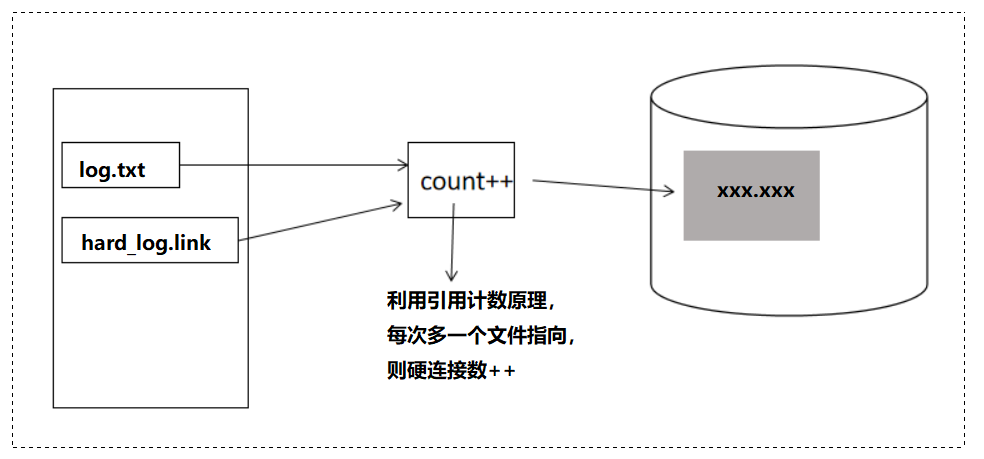 log.txt
hard_log.link
count++
利用引用计数原理，
每次多一个文件指向，
则硬连接数++
xxx.xxx